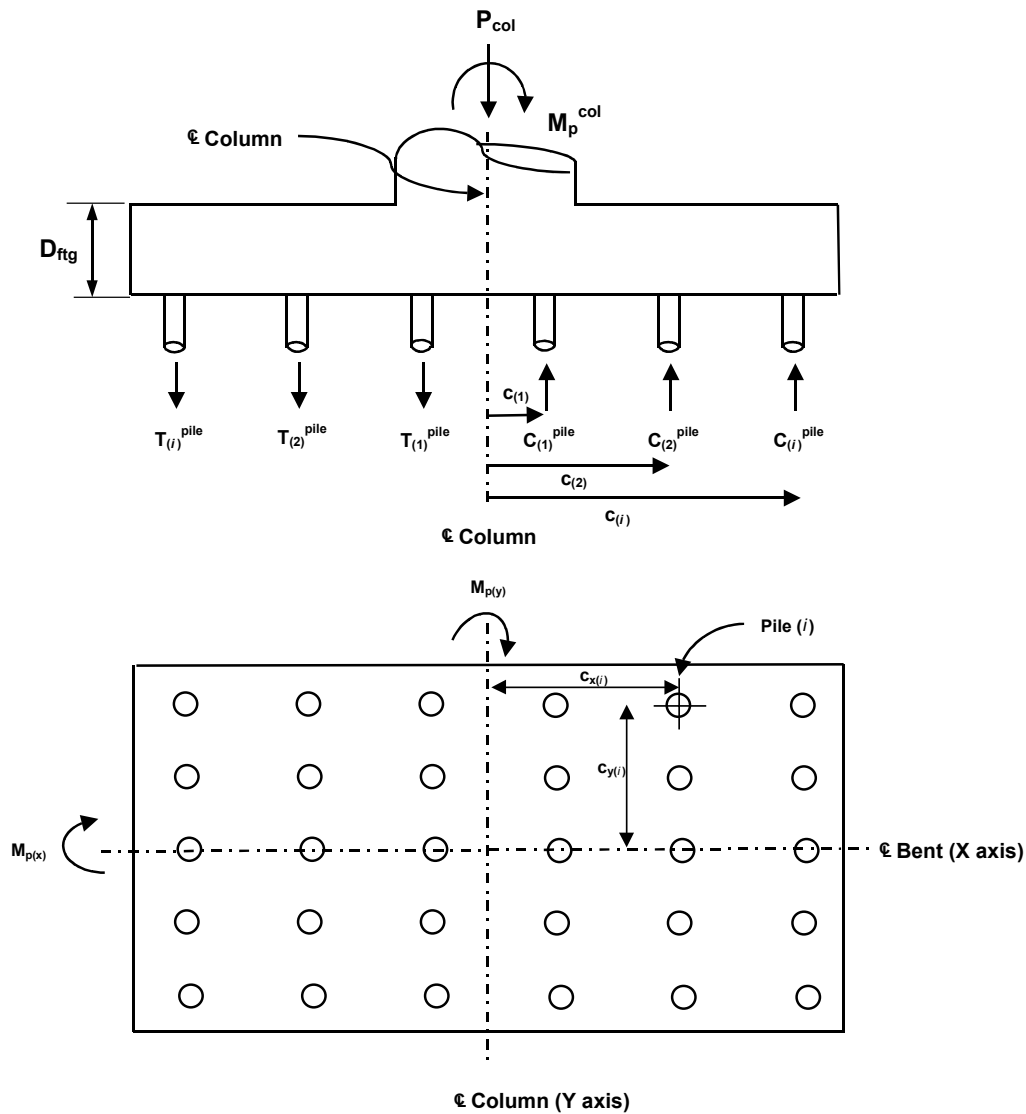 P_col
M_p^col
℄ Column
D_ftg
c_(1)
T_(i)^pile T_(2)^pile T_(1)^pile C_(1)^pile C_(2)^pile C_(i)^pile
c_(2)
c_(i)
℄ Column
M_p(y)
Pile (i)
c_x(i)
c_y(i)
M_p(x)
℄ Bent (X axis)
℄ Column (Y axis)